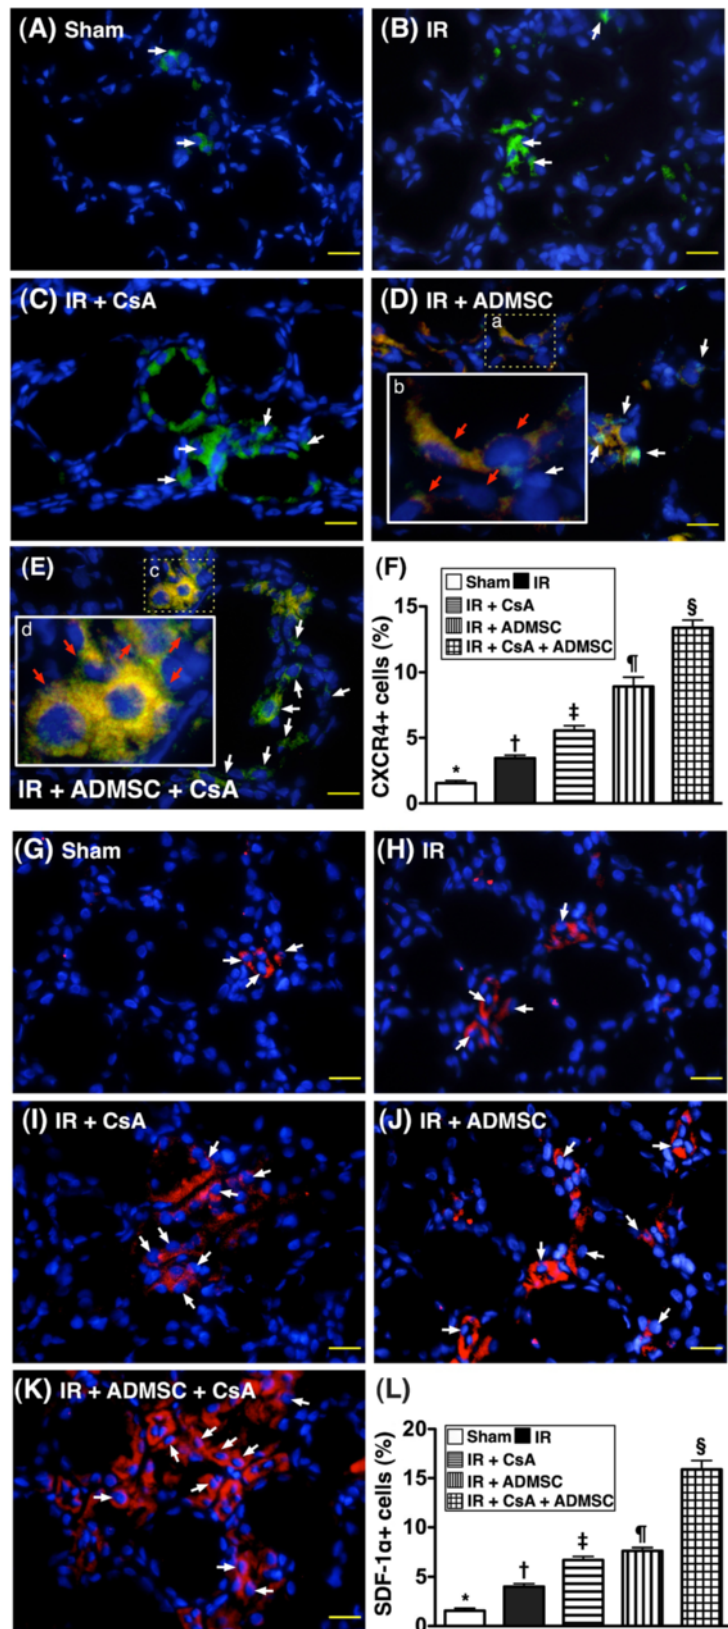 (A) Sham
(B) IR
(C) IR + CsA
(D) IR + ADMSC
a
b
(E)
c
d
IR + ADMSC + CsA
(F)
Sham IR
IR + CsA
IR + ADMSC
IR + CsA + ADMSC
CXCR4+ cells (%)
15
10
5
0
* † ‡ ¶ §
(G) Sham
(H) IR
(I) IR + CsA
(J) IR + ADMSC
(K) IR + ADMSC + CsA
(L)
Sham IR
IR + CsA
IR + ADMSC
IR + CsA + ADMSC
SDF-1α+ cells (%)
20
15
10
5
0
* † ‡ ¶ §